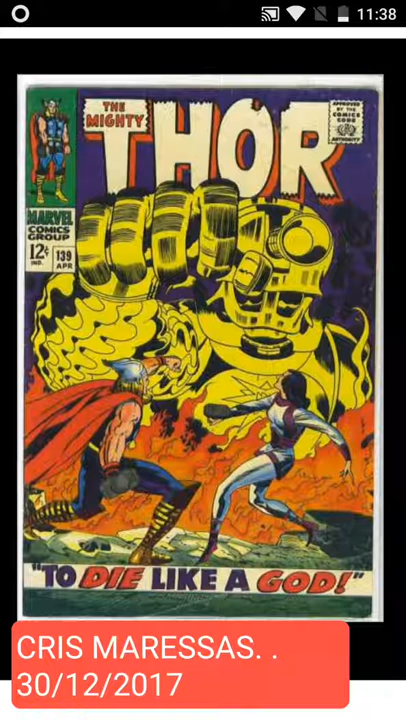 11:38
THE
MIGHTY
THOR
APPROVED
BY THE
COMICS
CODE
AUTHORITY
MARVEL
COMICS
GROUP
12¢
IND.
139
APR
"TO DIE LIKE A GOD!"
CRIS MARESSAS. .
30/12/2017